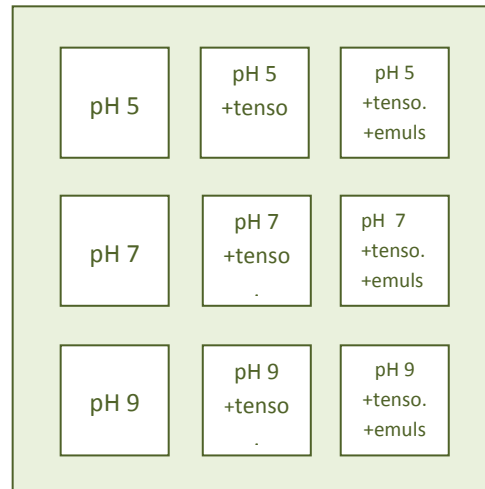 pH 5
pH 5
+tenso
pH 5
+tenso.
+emuls
pH 7
pH 7
+tenso
.
pH 7
+tenso.
+emuls
pH 9
pH 9
+tenso
.
pH 9
+tenso.
+emuls